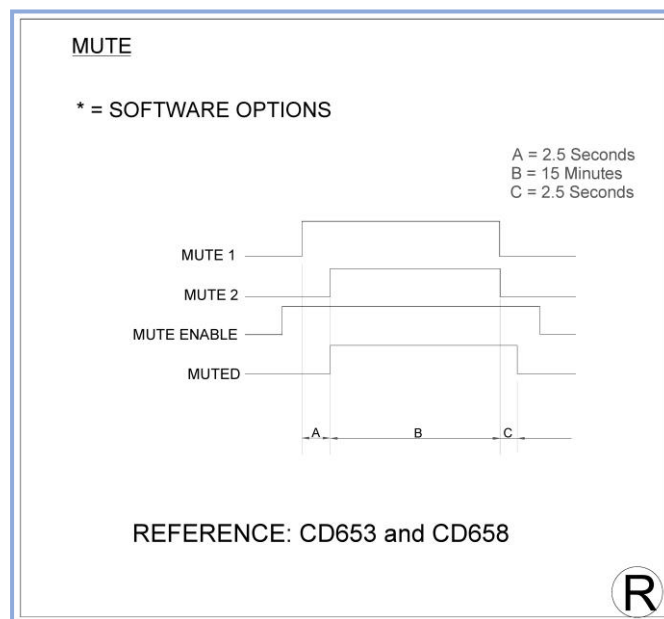 MUTE
* = SOFTWARE OPTIONS
A = 2.5 Seconds
B = 15 Minutes
C = 2.5 Seconds
MUTE 1
MUTE 2
MUTE ENABLE
MUTED
A B C
REFERENCE: CD653 and CD658
R